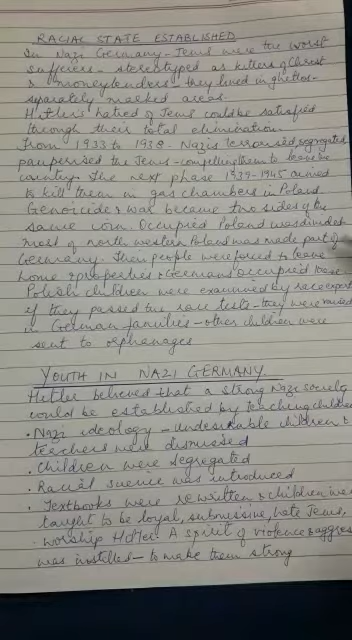 RACIAL STATE ESTABLISHED
In Nazi Germany - Jews were the worst
sufferers - stereotyped as killers of Christ
& moneylenders - they lived in ghettos -
separately marked areas.
Hitler's hatred of Jews could be satisfied
through their total elimination.
From 1933 to 1938. Nazis terrorised, segregated
pauperised the Jews - compelling them to leave the
country. The next phase 1939-1945 aimed
to kill them in gas chambers in Poland
Genoicide & war became two sides of the
same coin. Occupied Poland was divided
most of north western Poland was made part of
Germany. Then people were forced to leave
home & properties & Germans occupied
Polish children were examined by race expert
if they passed the race tests - they were raised
in German families - other children were
sent to orphanages
YOUTH IN NAZI GERMANY
Hitler believed that a strong Nazi society
could be established by teaching children
• Nazi ideology - undesirable children &
teachers were dismissed
• Children were segregated
• Racial science was introduced
• Textbooks were rewritten & children were
taught to be loyal, submissive, hate Jews,
worship Hitler. A spirit of violence & aggres
was instilled - to make them strong